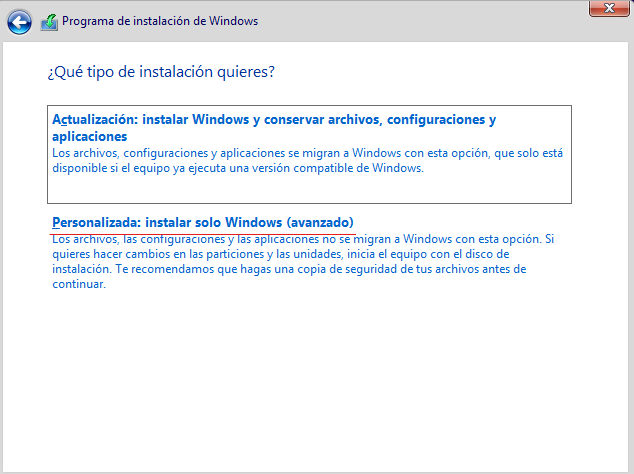 Programa de instalación de Windows
¿Qué tipo de instalación quieres?
Actualización: instalar Windows y conservar archivos, configuraciones y
aplicaciones
Los archivos, configuraciones y aplicaciones se migran a Windows con esta opción, que solo está
disponible si el equipo ya ejecuta una versión compatible de Windows.
Personalizada: instalar solo Windows (avanzado)
Los archivos, las configuraciones y las aplicaciones no se migran a Windows con esta opción. Si
quieres hacer cambios en las particiones y las unidades, inicia el equipo con el disco de
instalación. Te recomendamos que hagas una copia de seguridad de tus archivos antes de
continuar.